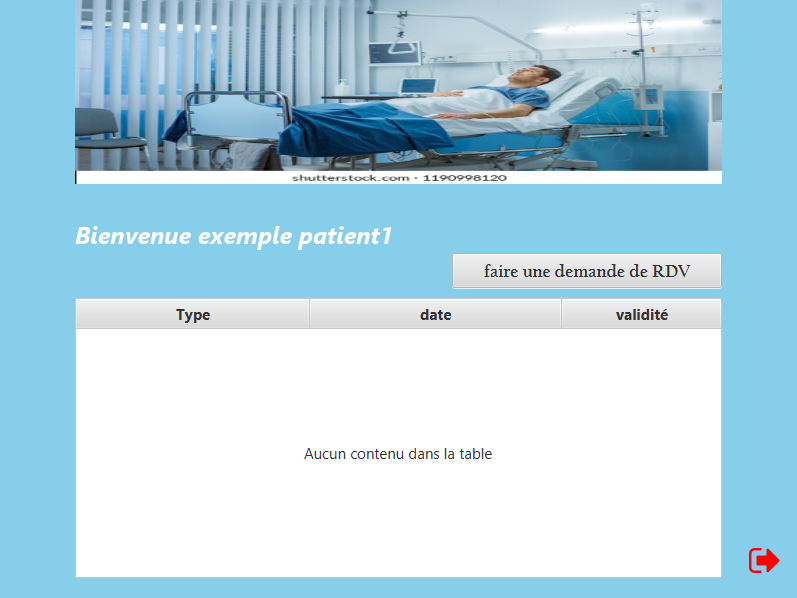 shutterstock.com · 1190998120
Bienvenue exemple patient1
faire une demande de RDV
Type date validité
Aucun contenu dans la table